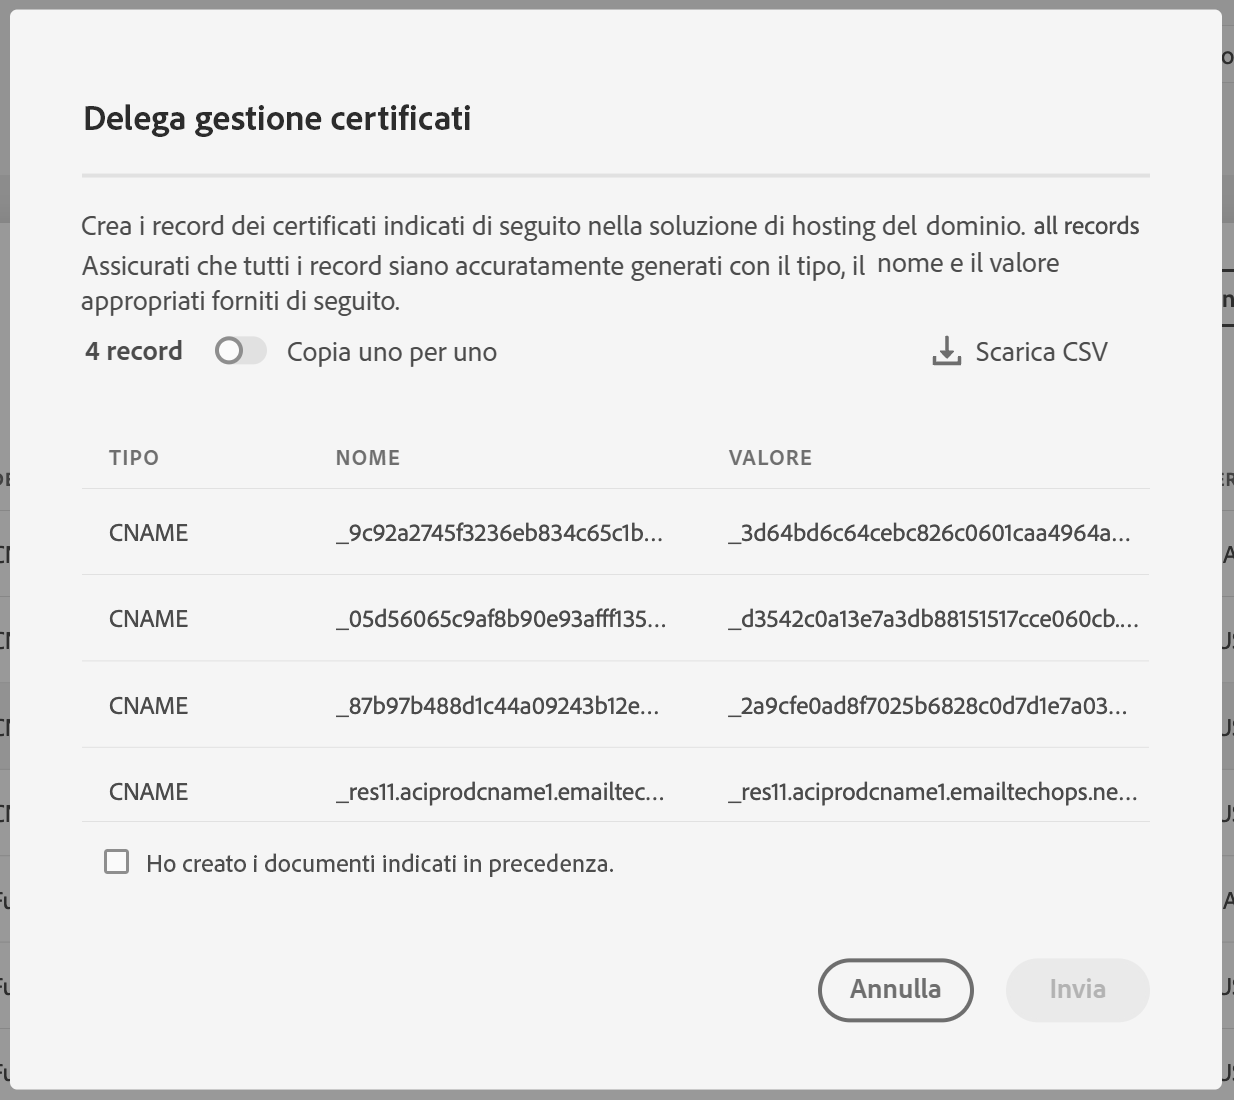 Delega gestione certificati
Crea i record dei certificati indicati di seguito nella soluzione di hosting del dominio. all records
Assicurati che tutti i record siano accuratamente generati con il tipo, il nome e il valore
appropriati forniti di seguito.
4 record Copia uno per uno Scarica CSV
TIPO NOME VALORE
CNAME _9c92a2745f3236eb834c65c1b... _3d64bd6c64cebc826c0601caa4964a...
CNAME _05d56065c9af8b90e93afff135... _d3542c0a13e7a3db88151517cce060cb....
CNAME _87b97b488d1c44a09243b12e... _2a9cfe0ad8f7025b6828c0d7d1e7a03...
CNAME _res11.aciprodcname1.emailtec... _res11.aciprodcname1.emailtechops.ne...
Ho creato i documenti indicati in precedenza.
Annulla Invia